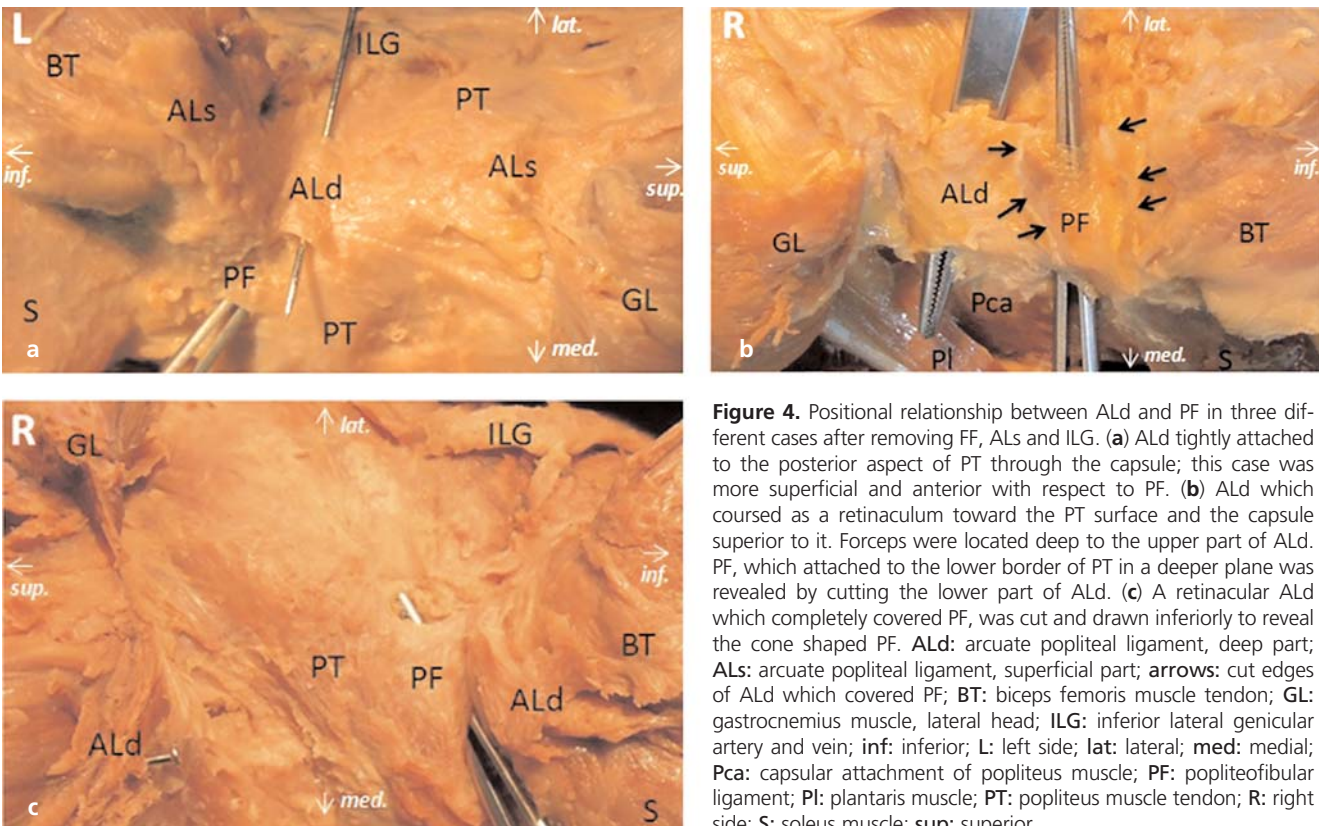 L
lat.
ILG
BT
PT
ALs
ALs
inf.
sup.
ALd
PF
GL
S
PT
a
med.
R
lat.
sup.
inf.
ALd
PF
GL
BT
Pca
b
Pl
med.
S
R
lat.
ILG
GL
sup.
inf.
BT
PT
PF
ALd
ALd
c
med.
S
Figure 4. Positional relationship between ALd and PF in three dif-
ferent cases after removing FF, ALs and ILG. (a) ALd tightly attached
to the posterior aspect of PT through the capsule; this case was
more superficial and anterior with respect to PF. (b) ALd which
coursed as a retinaculum toward the PT surface and the capsule
superior to it. Forceps were located deep to the upper part of ALd.
PF, which attached to the lower border of PT in a deeper plane was
revealed by cutting the lower part of ALd. (c) A retinacular ALd
which completely covered PF, was cut and drawn inferiorly to reveal
the cone shaped PF. ALd: arcuate popliteal ligament, deep part;
ALs: arcuate popliteal ligament, superficial part; arrows: cut edges
of ALd which covered PF; BT: biceps femoris muscle tendon; GL:
gastrocnemius muscle, lateral head; ILG: inferior lateral genicular
artery and vein; inf: inferior; L: left side; lat: lateral; med: medial;
Pca: capsular attachment of popliteus muscle; PF: popliteofibular
ligament; Pl: plantaris muscle; PT: popliteus muscle tendon; R: right
side; S: soleus muscle; sup: superior